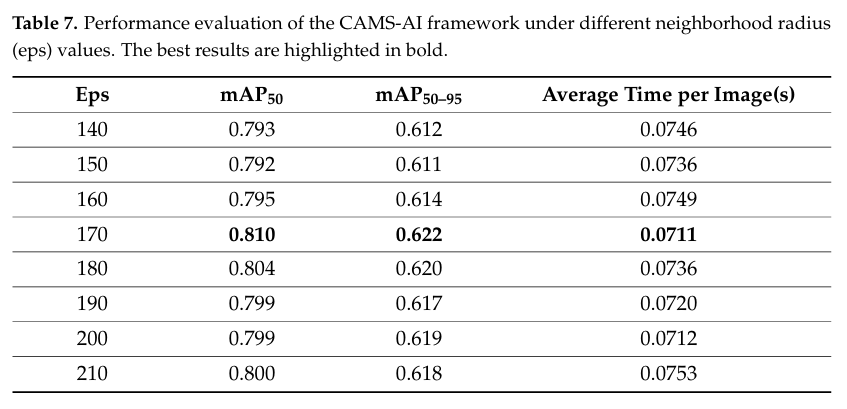 Table 7. Performance evaluation of the CAMS-AI framework under different neighborhood radius
(eps) values. The best results are highlighted in bold.
Eps mAP50 mAP50–95 Average Time per Image(s)
140 0.793 0.612 0.0746
150 0.792 0.611 0.0736
160 0.795 0.614 0.0749
170 0.810 0.622 0.0711
180 0.804 0.620 0.0736
190 0.799 0.617 0.0720
200 0.799 0.619 0.0712
210 0.800 0.618 0.0753